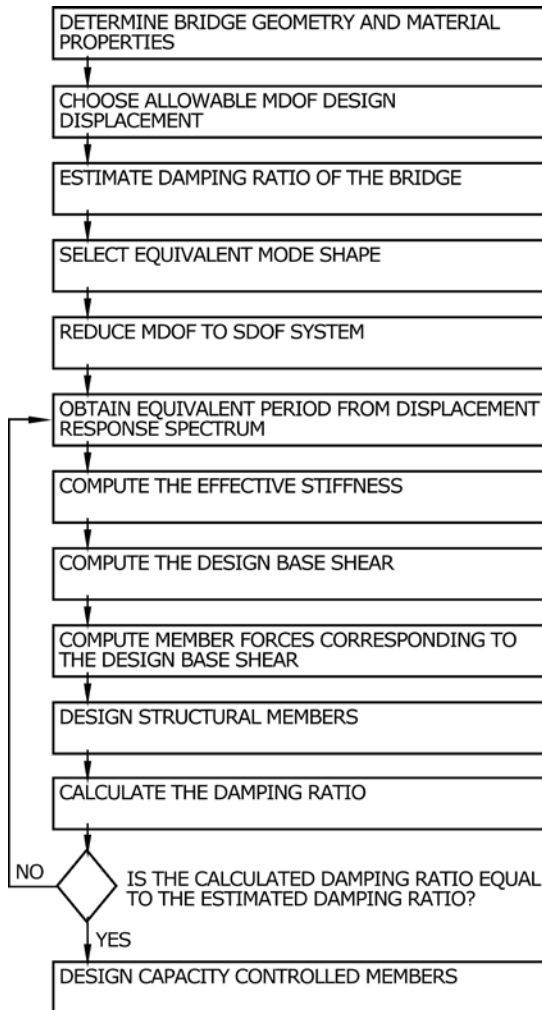 DETERMINE BRIDGE GEOMETRY AND MATERIAL
PROPERTIES
CHOOSE ALLOWABLE MDOF DESIGN
DISPLACEMENT
ESTIMATE DAMPING RATIO OF THE BRIDGE
SELECT EQUIVALENT MODE SHAPE
REDUCE MDOF TO SDOF SYSTEM
OBTAIN EQUIVALENT PERIOD FROM DISPLACEMENT
RESPONSE SPECTRUM
COMPUTE THE EFFECTIVE STIFFNESS
COMPUTE THE DESIGN BASE SHEAR
COMPUTE MEMBER FORCES CORRESPONDING TO
THE DESIGN BASE SHEAR
DESIGN STRUCTURAL MEMBERS
CALCULATE THE DAMPING RATIO
NO
IS THE CALCULATED DAMPING RATIO EQUAL
TO THE ESTIMATED DAMPING RATIO?
YES
DESIGN CAPACITY CONTROLLED MEMBERS